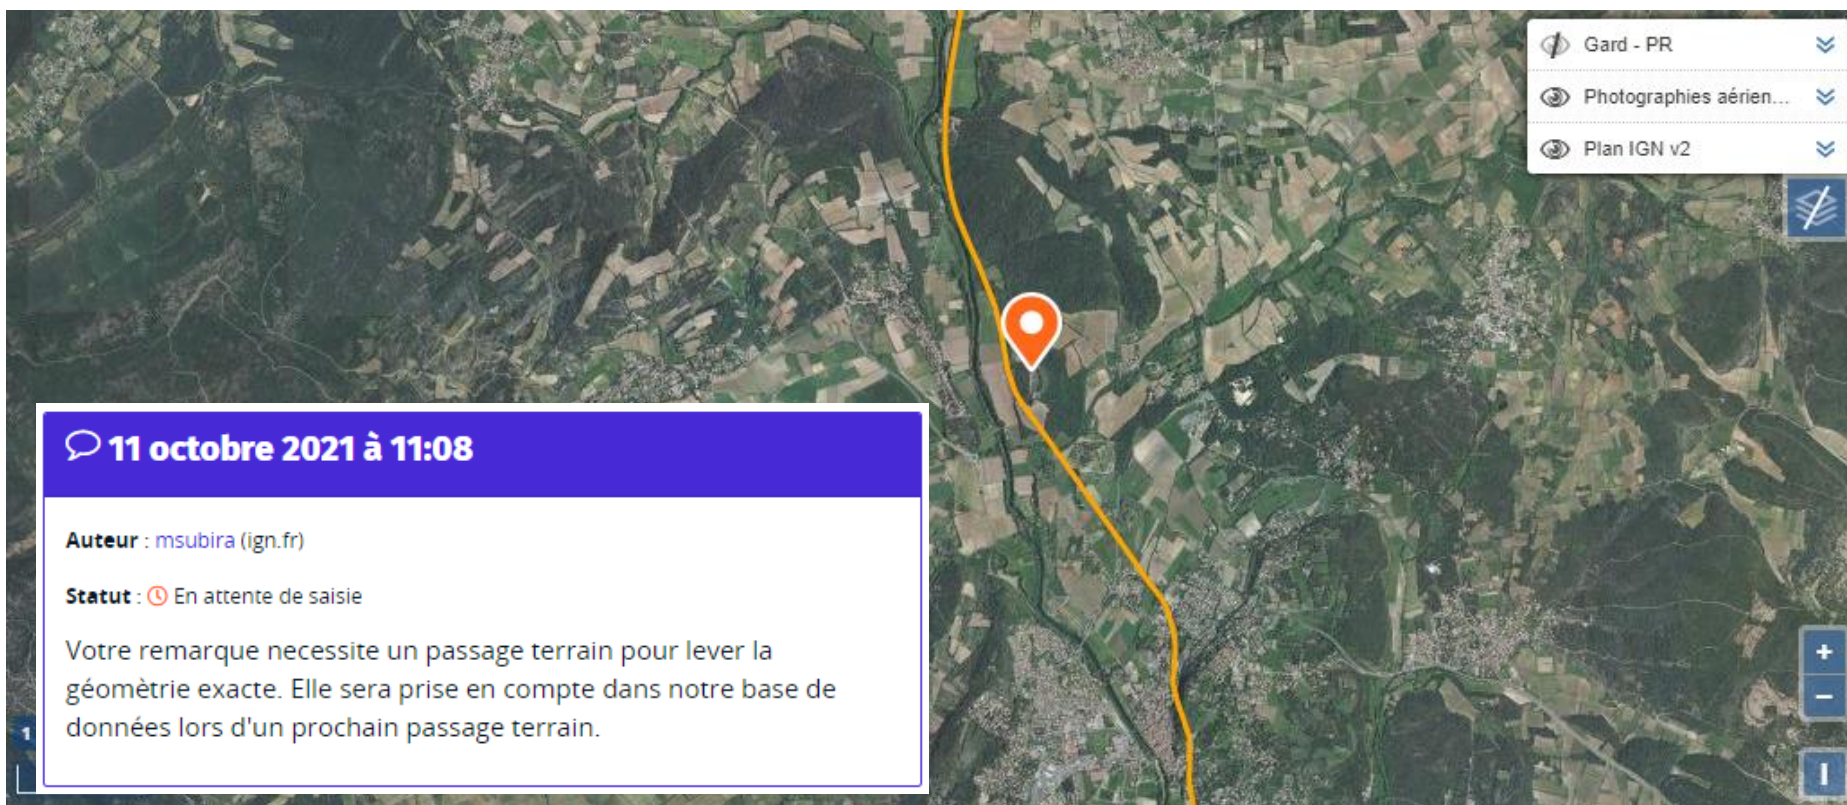 Gard - PR
Photographies aérien...
Plan IGN v2
11 octobre 2021 à 11:08
Auteur : msubira (ign.fr)
Statut : En attente de saisie
Votre remarque necessite un passage terrain pour lever la
géomètrie exacte. Elle sera prise en compte dans notre base de
données lors d'un prochain passage terrain.
1
+
−